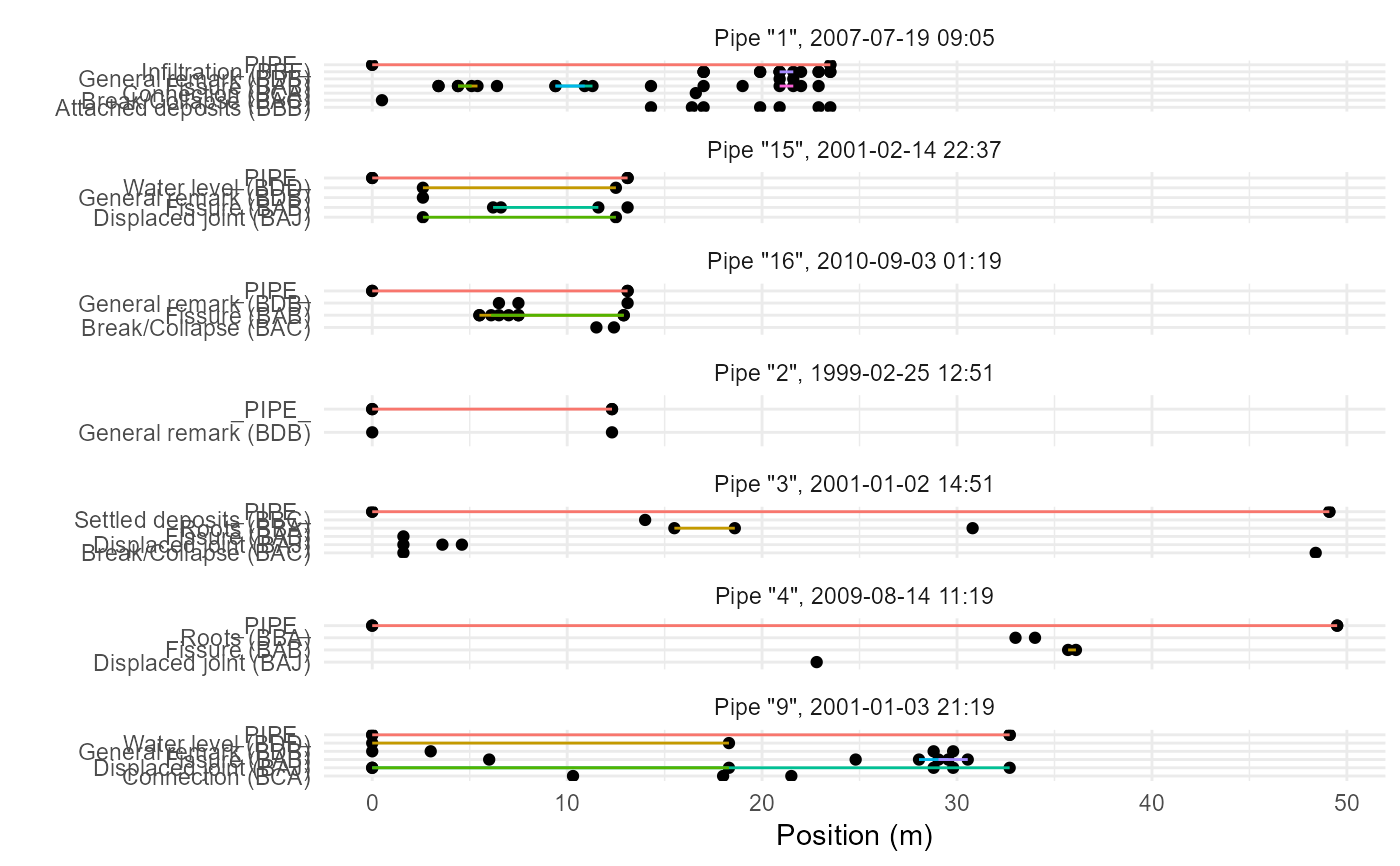 Pipe "1", 2007-07-19 09:05
_PIPE_
Infiltration (BBF)
General remark (BDB)
Fissure (BAB)
Connection (BCA)
Break/Collapse (BAC)
Attached deposits (BBB)
Pipe "15", 2001-02-14 22:37
_PIPE_
Water level (BDD)
General remark (BDB)
Fissure (BAB)
Displaced joint (BAJ)
Pipe "16", 2010-09-03 01:19
_PIPE_
General remark (BDB)
Fissure (BAB)
Break/Collapse (BAC)
Pipe "2", 1999-02-25 12:51
_PIPE_
General remark (BDB)
Pipe "3", 2001-01-02 14:51
_PIPE_
Settled deposits (BBC)
Roots (BBA)
Fissure (BAB)
Displaced joint (BAJ)
Break/Collapse (BAC)
Pipe "4", 2009-08-14 11:19
_PIPE_
Roots (BBA)
Fissure (BAB)
Displaced joint (BAJ)
Pipe "9", 2001-01-03 21:19
_PIPE_
Water level (BDD)
General remark (BDB)
Fissure (BAB)
Displaced joint (BAJ)
Connection (BCA)
0 10 20 30 40 50
Position (m)